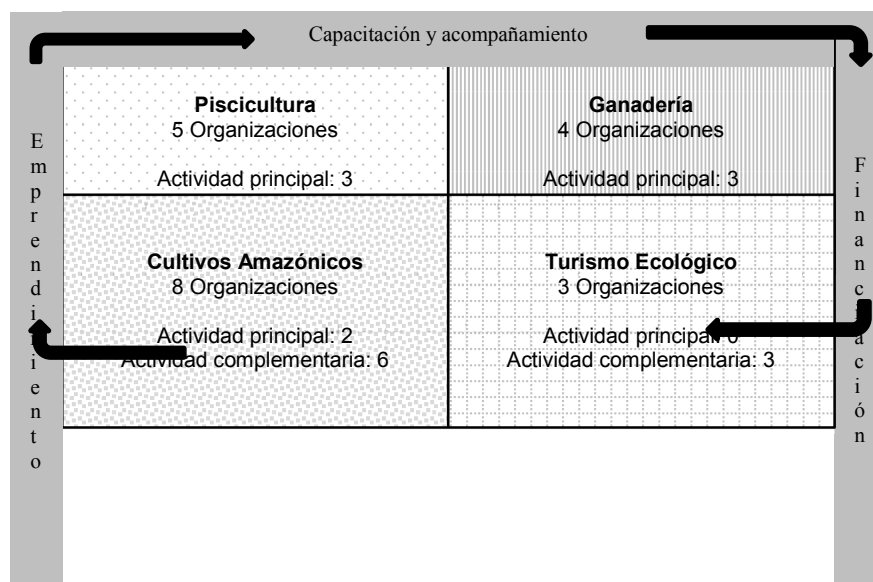 Capacitación y acompañamiento
Emprendimiento
Piscicultura
5 Organizaciones
Actividad principal: 3
Ganadería
4 Organizaciones
Actividad principal: 3
Cultivos Amazónicos
8 Organizaciones
Actividad principal: 2
Actividad complementaria: 6
Turismo Ecológico
3 Organizaciones
Actividad principal: 0
Actividad complementaria: 3
Financiación